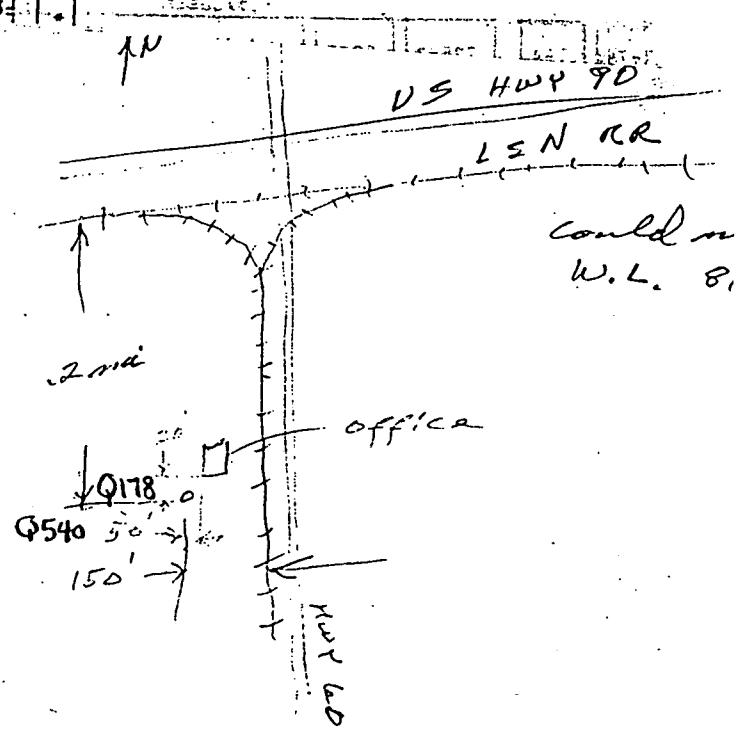 N
US HWY 90
L & N RR
could
W.L. 8.
.2 mi
office
Q178
Q540 50'
150'
HWY 60